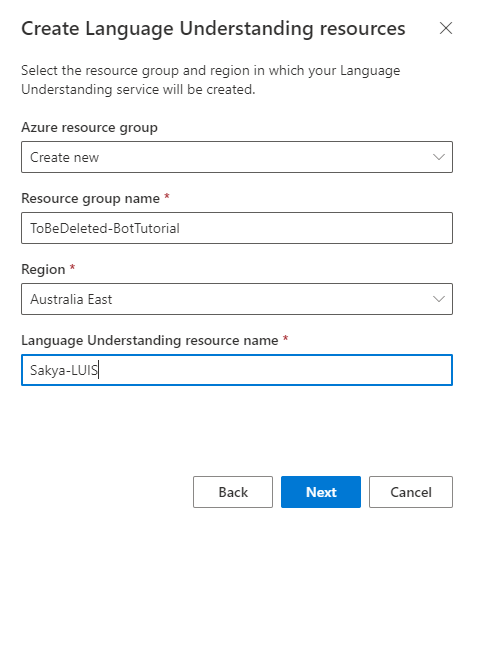 Create Language Understanding resources
Select the resource group and region in which your Language
Understanding service will be created.
Azure resource group
Create new
Resource group name *
ToBeDeleted-BotTutorial
Region *
Australia East
Language Understanding resource name *
Sakya-LUIS
Back Next Cancel